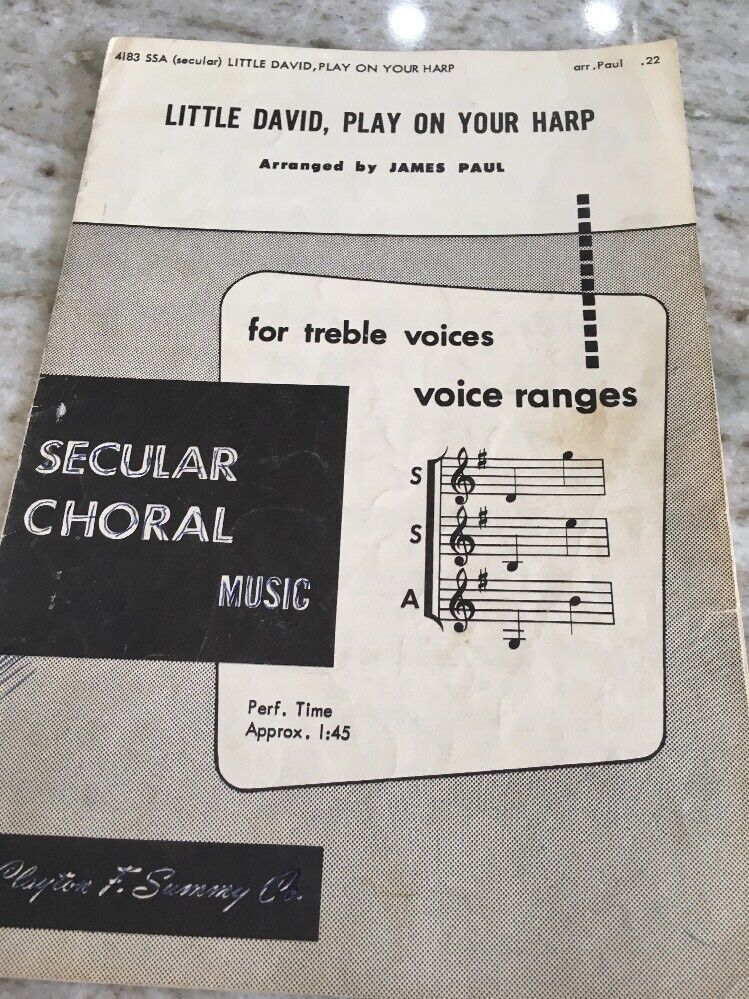 4183 SSA (secular) LITTLE DAVID, PLAY ON YOUR HARP arr. Paul .22
LITTLE DAVID, PLAY ON YOUR HARP
Arranged by JAMES PAUL
for treble voices
voice ranges
S
S
A
SECULAR
CHORAL
MUSIC
Perf. Time
Approx. 1:45
Clayton F. Summy Co.